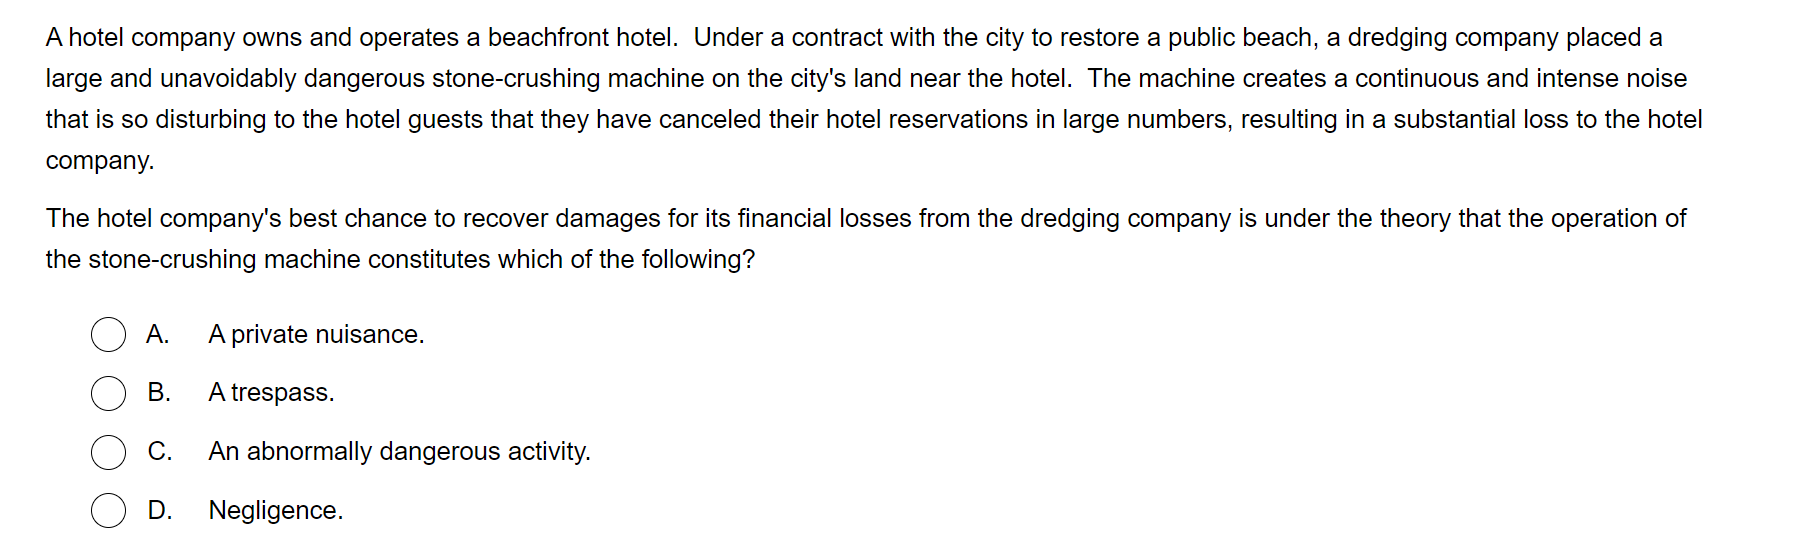 A hotel company owns and operates a beachfront hotel.  Under a contract with the city to restore a public beach, a dredging company placed a
large and unavoidably dangerous stone-crushing machine on the city's land near the hotel.  The machine creates a continuous and intense noise
that is so disturbing to the hotel guests that they have canceled their hotel reservations in large numbers, resulting in a substantial loss to the hotel
company.
The hotel company's best chance to recover damages for its financial losses from the dredging company is under the theory that the operation of
the stone-crushing machine constitutes which of the following?
A. A private nuisance.
B. A trespass.
C. An abnormally dangerous activity.
D. Negligence.